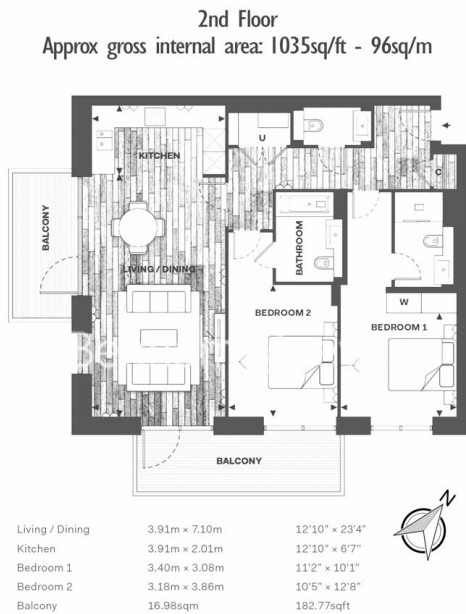 2nd Floor
Approx gross internal area: 1035sq/ft - 96sq/m
U
KITCHEN
C
BALCONY
BATHROOM
LIVING / DINING
W
BEDROOM 2
BEDROOM 1
BALCONY
N
Living / Dining 3.91m × 7.10m 12'10" × 23'4"
Kitchen 3.91m × 2.01m 12'10" × 6'7"
Bedroom 1 3.40m × 3.08m 11'2" × 10'1"
Bedroom 2 3.18m × 3.86m 10'5" × 12'8"
Balcony 16.98sqm 182.77sqft